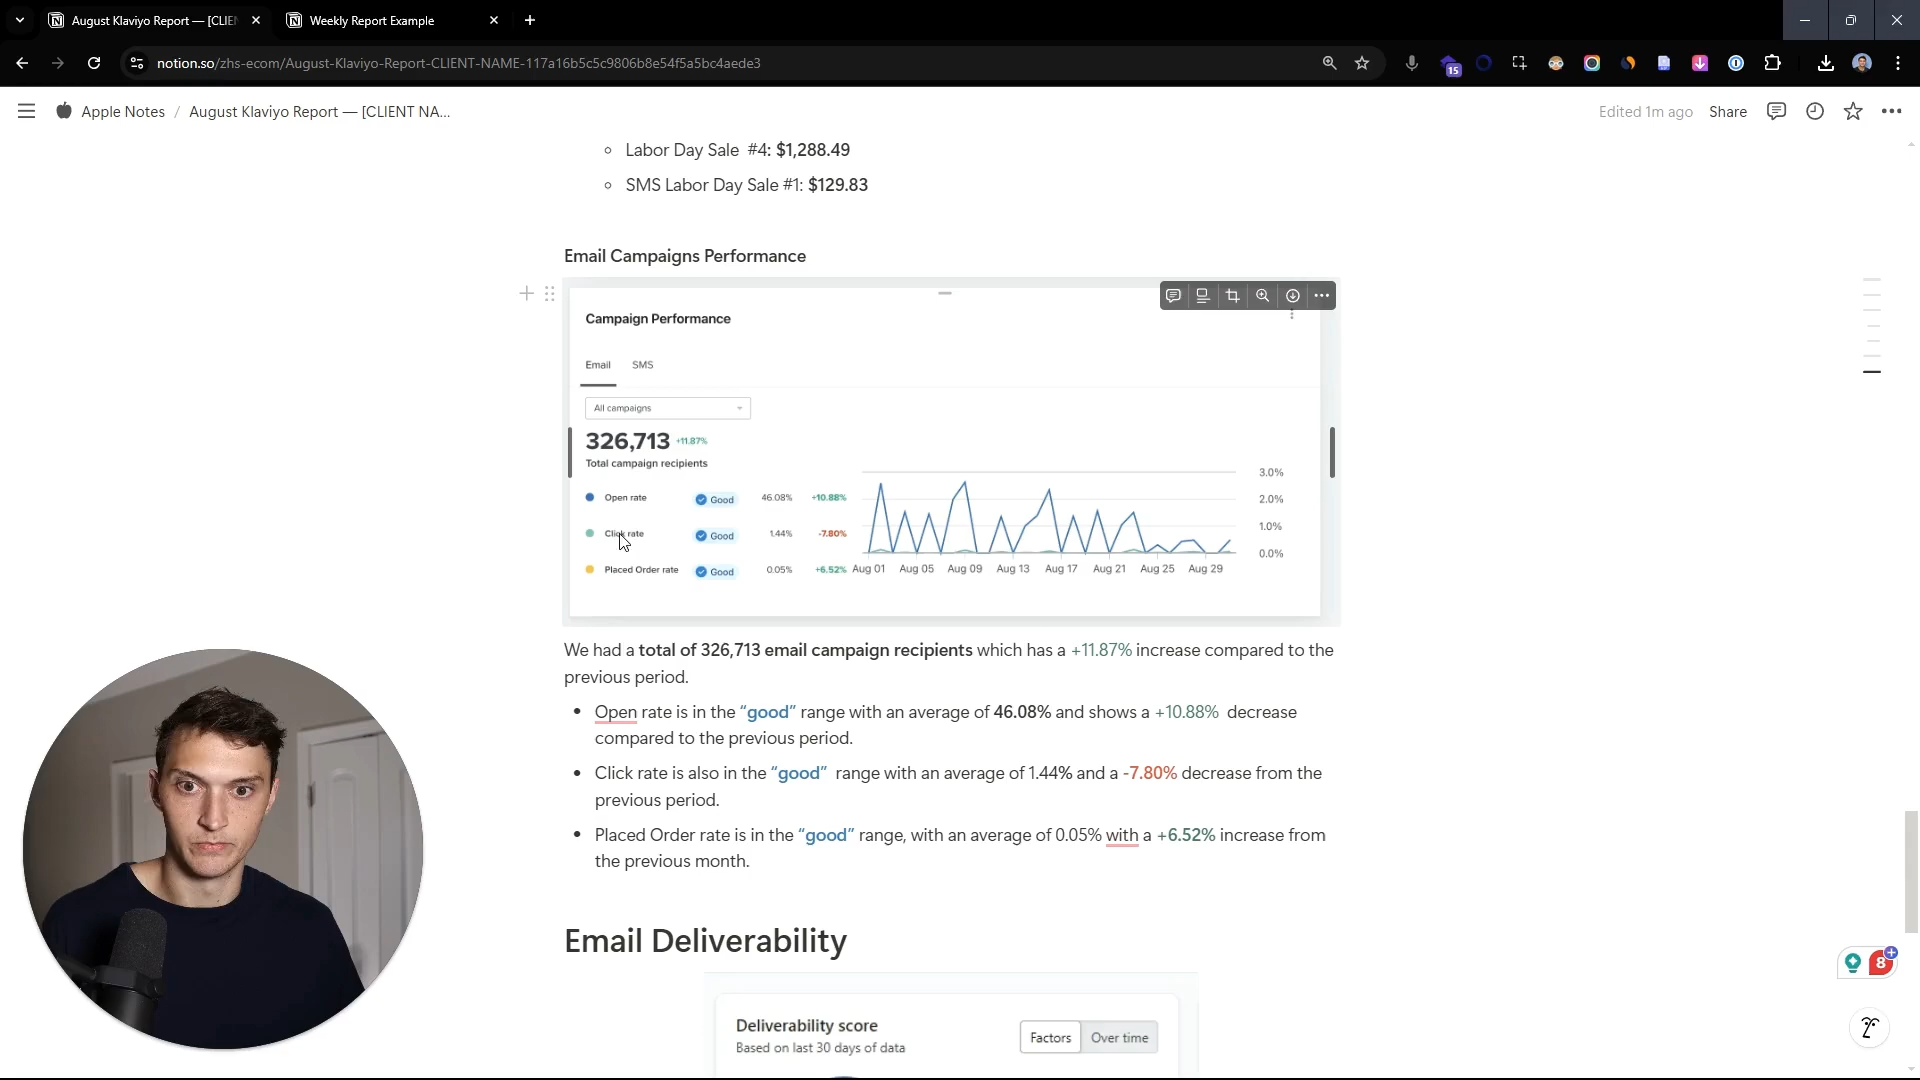 August Klaviyo Report — [CLIE
Weekly Report Example
notion.so/zhs-ecom/August-Klaviyo-Report-CLIENT-NAME-117a16b5c5c9806b8e54f5a5bc4aede3
15
Apple Notes / August Klaviyo Report — [CLIENT NA...
Edited 1m ago
Share
Labor Day Sale #4: $1,288.49
SMS Labor Day Sale #1: $129.83
Email Campaigns Performance
Campaign Performance
Email SMS
All campaigns
326,713 +11.87%
Total campaign recipients
Open rate Good 46.08% +10.88%
Click rate Good 1.44% -7.80%
Placed Order rate Good 0.05% +6.52%
3.0%
2.0%
1.0%
0.0%
Aug 01 Aug 05 Aug 09 Aug 13 Aug 17 Aug 21 Aug 25 Aug 29
We had a total of 326,713 email campaign recipients which has a +11.87% increase compared to the
previous period.
Open rate is in the “good” range with an average of 46.08% and shows a +10.88% decrease
compared to the previous period.
Click rate is also in the “good” range with an average of 1.44% and a -7.80% decrease from the
previous period.
Placed Order rate is in the “good” range, with an average of 0.05% with a +6.52% increase from
the previous month.
Email Deliverability
Deliverability score
Based on last 30 days of data
Factors Over time
8